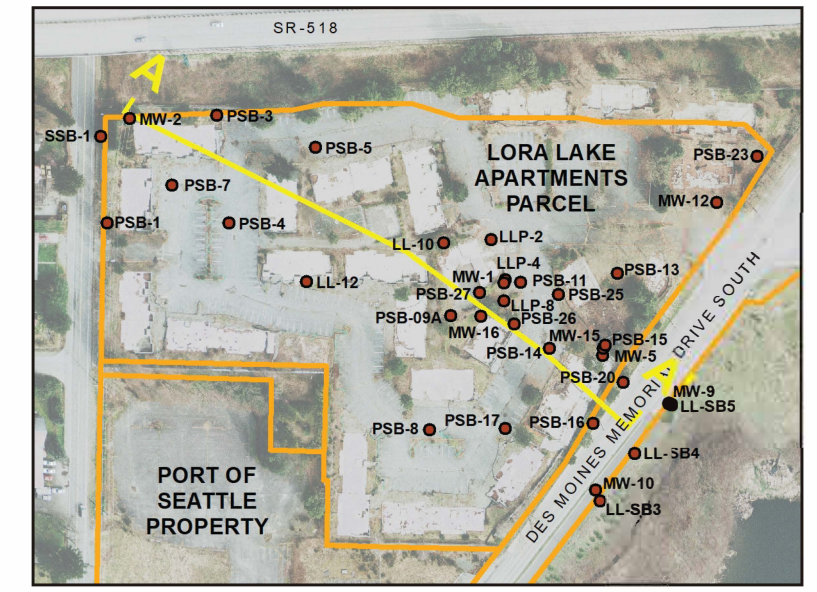 SR-518
A
MW-2
PSB-3
SSB-1
PSB-5
LORA LAKE
APARTMENTS
PARCEL
PSB-23
PSB-7
MW-12
PSB-1
PSB-4
LL-10
LLP-2
LLP-4
MW-1
PSB-11
PSB-13
LL-12
PSB-27
PSB-25
LLP-8
PSB-09A
PSB-26
MW-16
MW-15
PSB-15
PSB-14
MW-5
DES MOINES MEMORIAL DRIVE SOUTH
A
PSB-20
MW-9
LL-SB5
PSB-8
PSB-17
PSB-16
LL-SB4
PORT OF
SEATTLE
PROPERTY
MW-10
LL-SB3